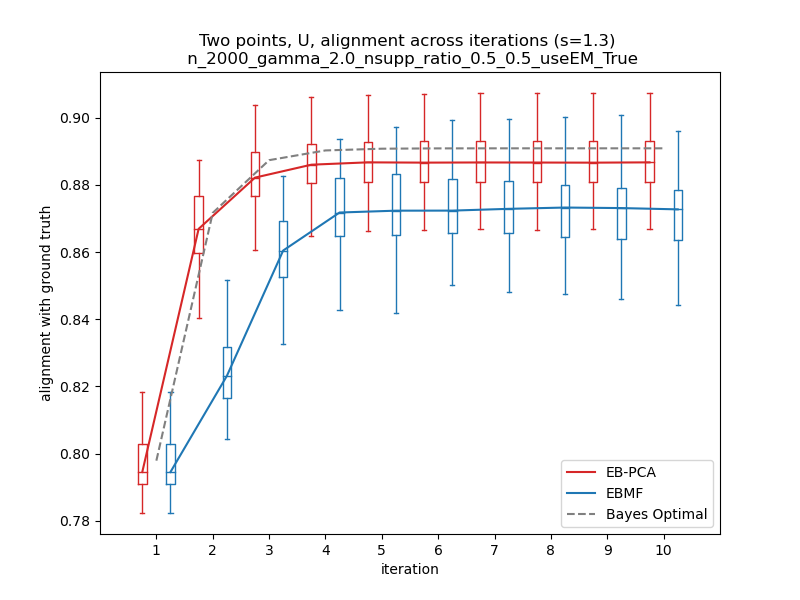 Two points, U, alignment across iterations (s=1.3)
n_2000_gamma_2.0_nsupp_ratio_0.5_0.5_useEM_True
alignment with ground truth
0.90
0.88
0.86
0.84
0.82
0.80
0.78
EB-PCA
EBMF
Bayes Optimal
1 2 3 4 5 6 7 8 9 10
iteration